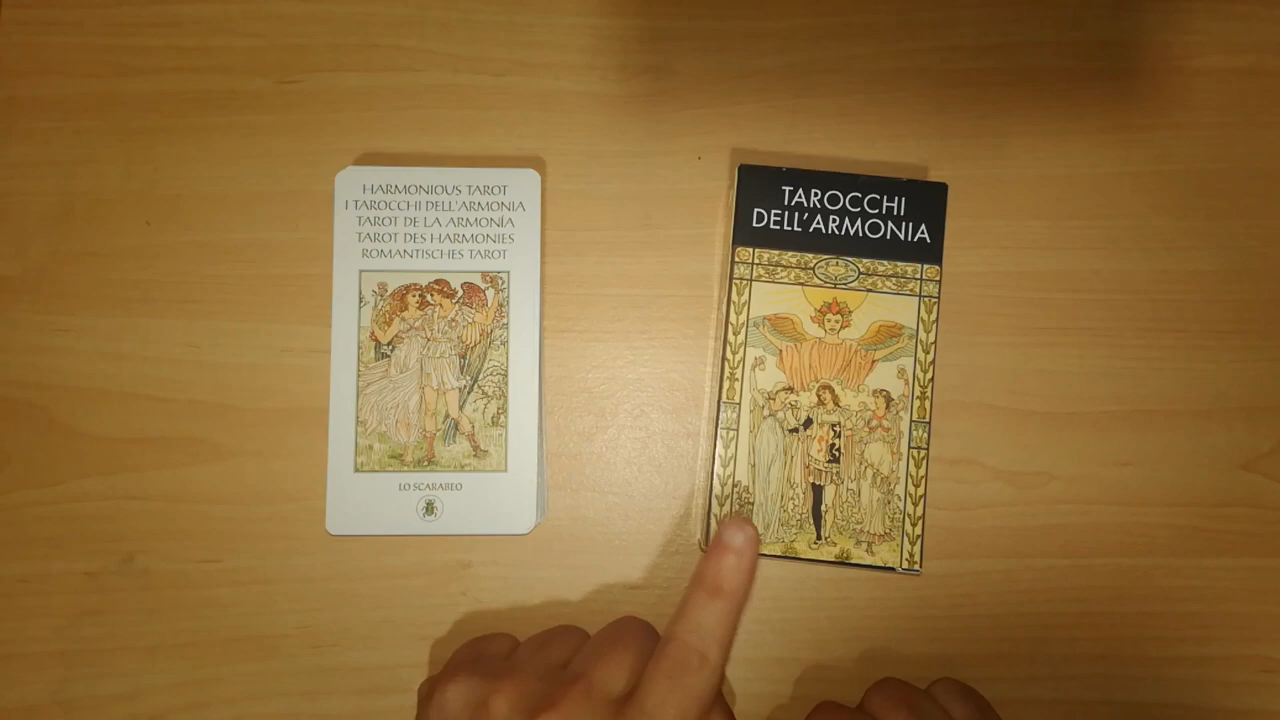 HARMONIOUS TAROT
I TAROCCHI DELL'ARMONIA
TAROT DE LA ARMONÍA
TAROT DES HARMONIES
ROMANTISCHES TAROT
LO SCARABEO
TAROCCHI
DELL'ARMONIA